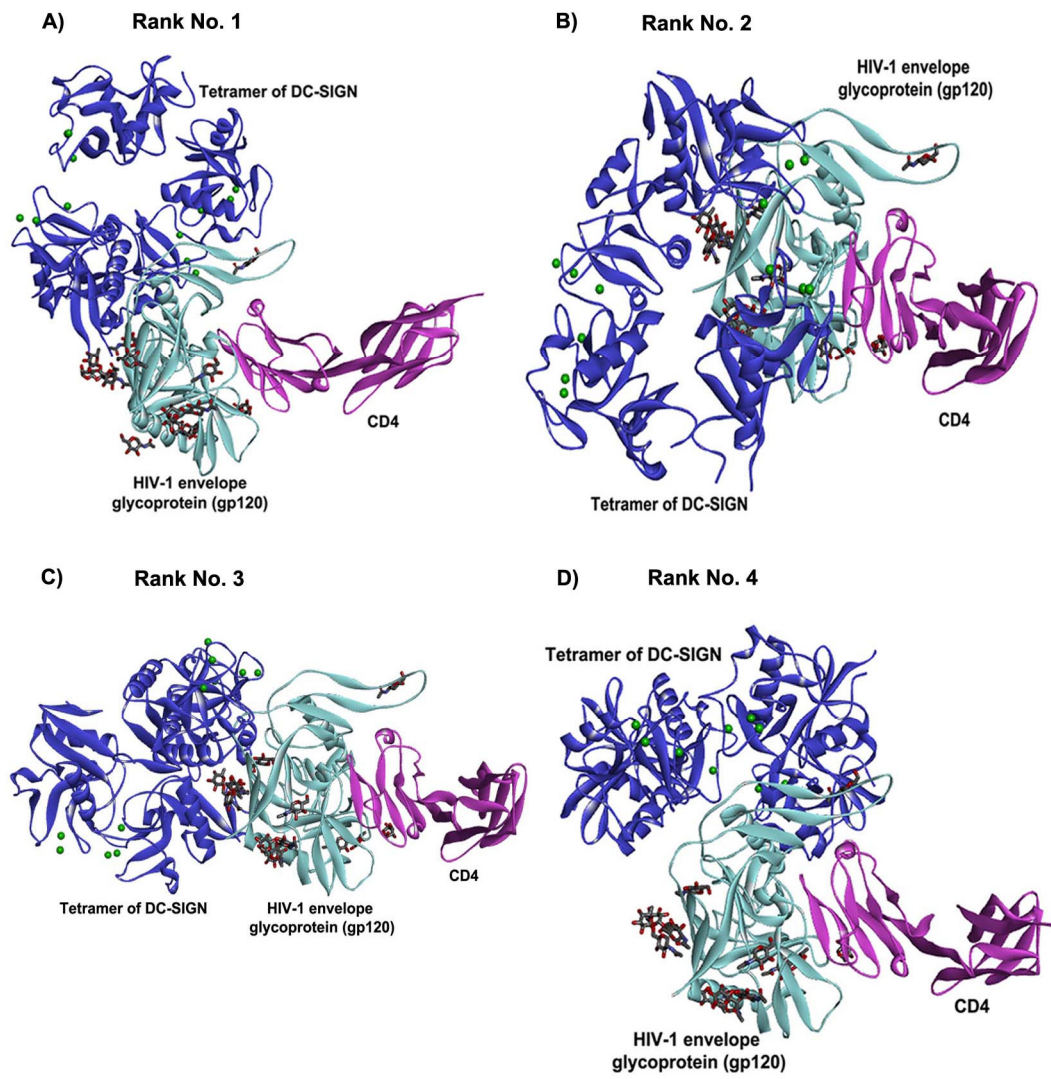 A)
Rank No. 1
Tetramer of DC-SIGN
CD4
HIV-1 envelope
glycoprotein (gp120)
B)
Rank No. 2
HIV-1 envelope
glycoprotein (gp120)
CD4
Tetramer of DC-SIGN
C)
Rank No. 3
CD4
Tetramer of DC-SIGN
HIV-1 envelope
glycoprotein (gp120)
D)
Rank No. 4
Tetramer of DC-SIGN
CD4
HIV-1 envelope
glycoprotein (gp120)